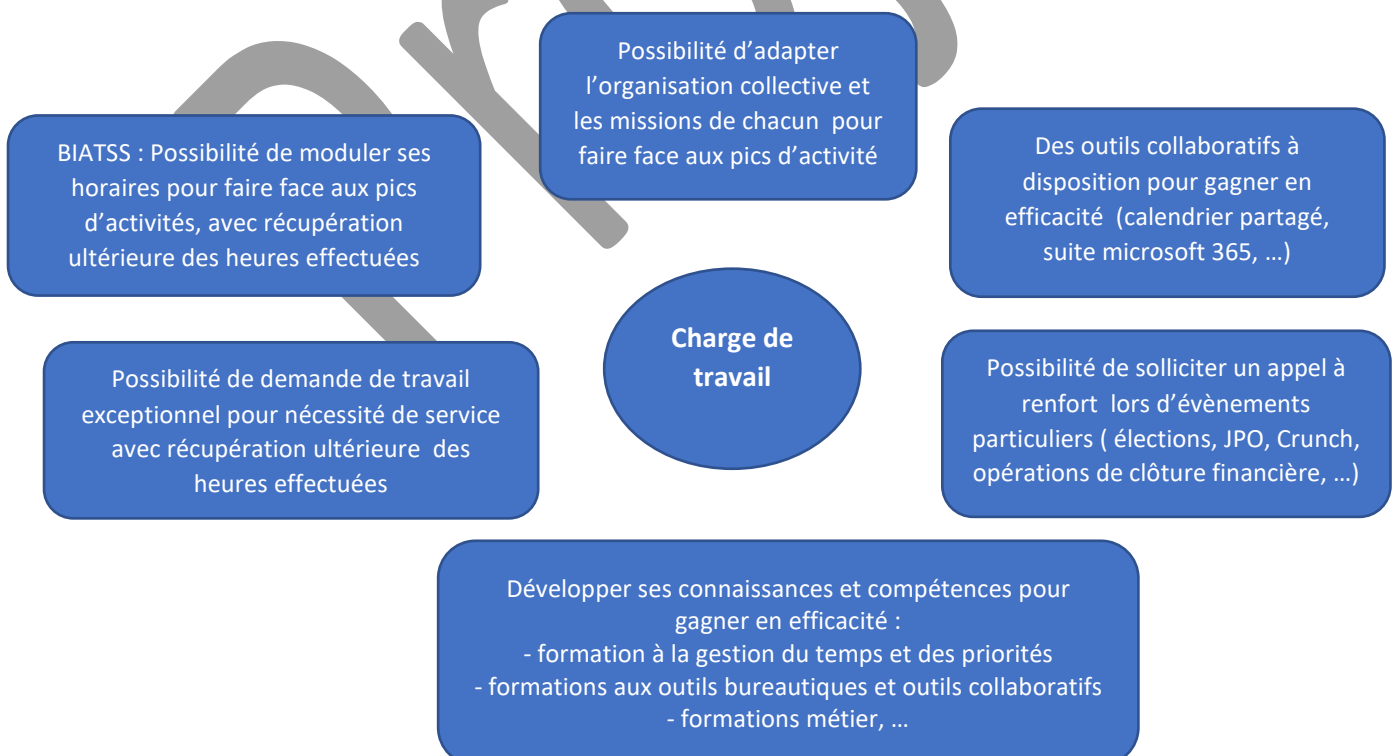 Possibilité d’adapter
l’organisation collective et
les missions de chacun  pour
faire face aux pics d’activité
BIATSS : Possibilité de moduler ses
horaires pour faire face aux pics
d’activités, avec récupération
ultérieure des heures effectuées
Des outils collaboratifs à
disposition pour gagner en
efficacité  (calendrier partagé,
suite microsoft 365, …)
Charge de
travail
Possibilité de demande de travail
exceptionnel pour nécessité de service
avec récupération ultérieure  des
heures effectuées
Possibilité de solliciter un appel à
renfort  lors d’évènements
particuliers ( élections, JPO, Crunch,
opérations de clôture financière, …)
Développer ses connaissances et compétences pour
gagner en efficacité :
- formation à la gestion du temps et des priorités
- formations aux outils bureautiques et outils collaboratifs
- formations métier, …